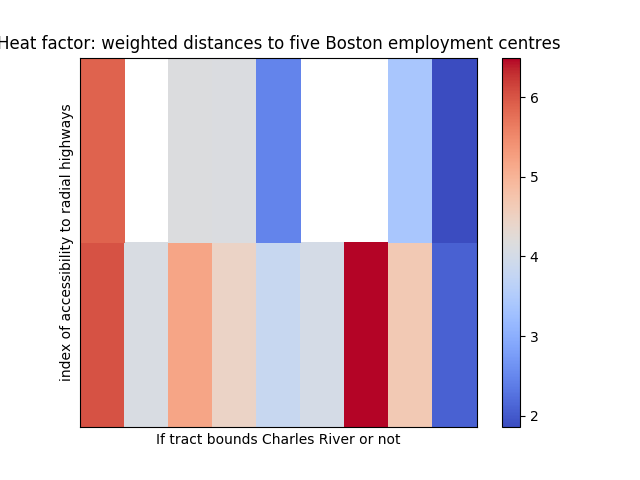 Heat factor: weighted distances to five Boston employment centres
index of accessibility to radial highways
6
5
4
3
2
If tract bounds Charles River or not